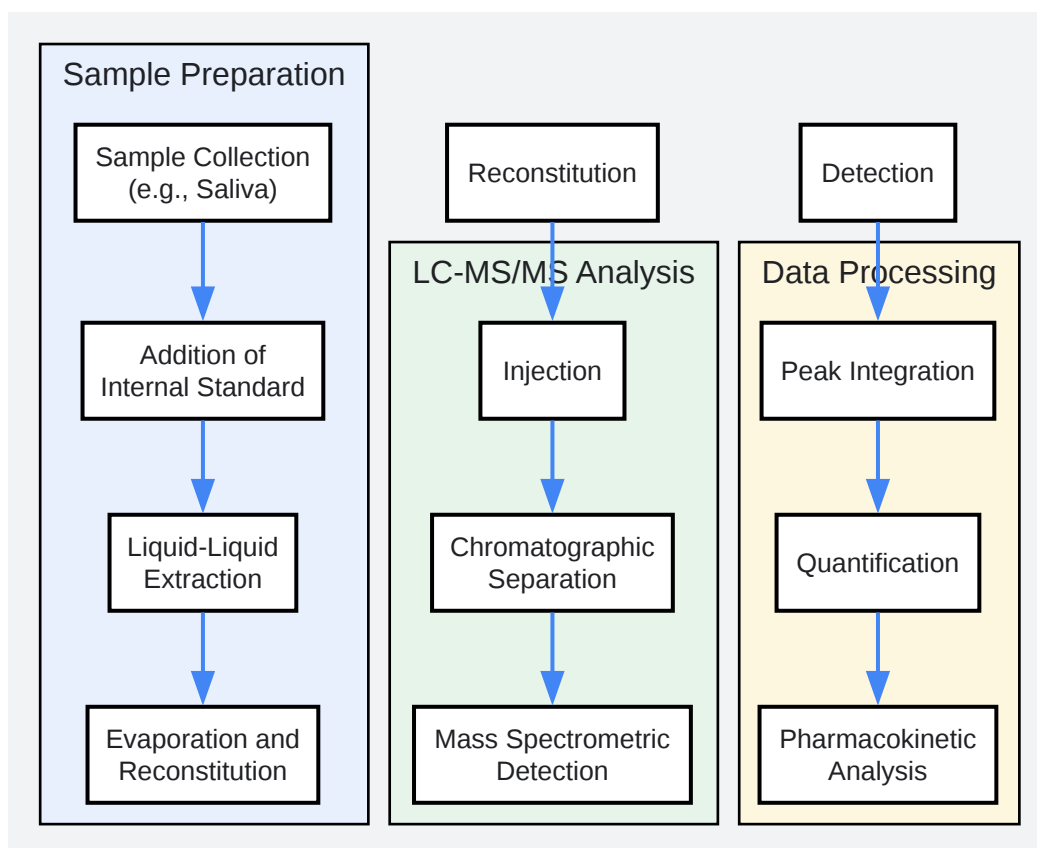 Sample Preparation
Sample Collection
(e.g., Saliva)
Addition of
Internal Standard
Liquid-Liquid
Extraction
Evaporation and
Reconstitution
Reconstitution
LC-MS/MS Analysis
Injection
Chromatographic
Separation
Mass Spectrometric
Detection
Detection
Data Processing
Peak Integration
Quantification
Pharmacokinetic
Analysis